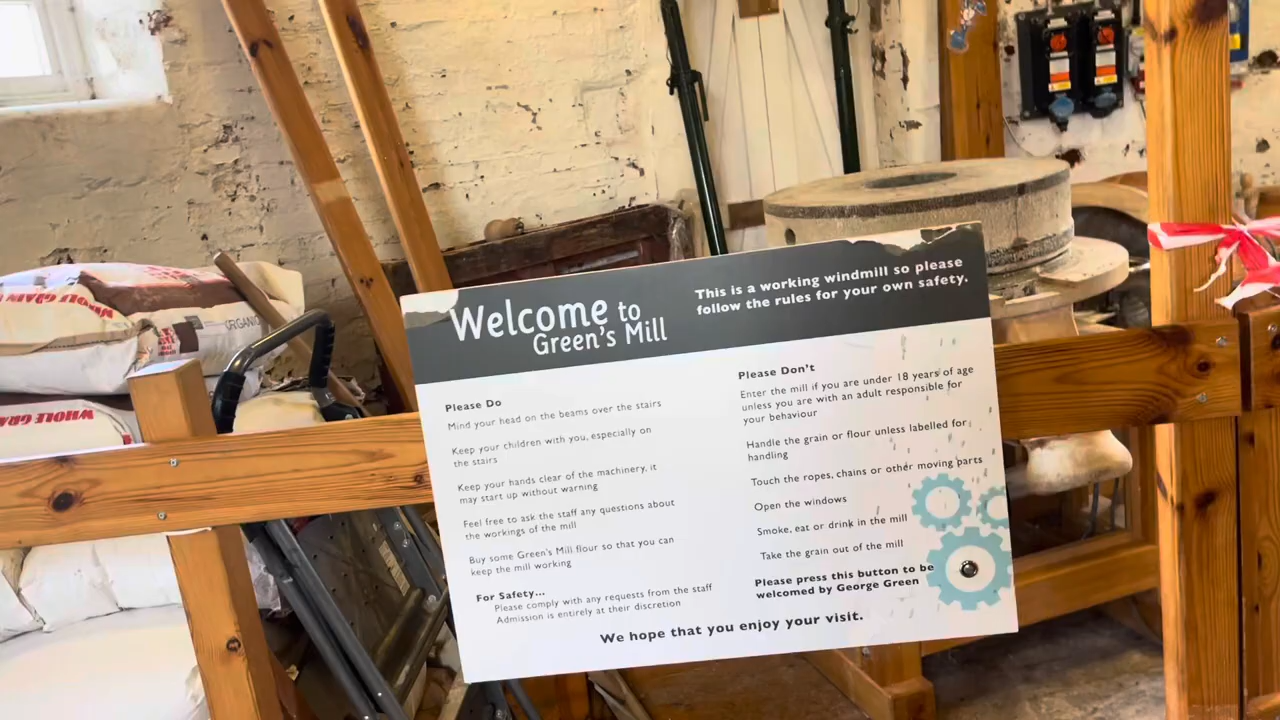 Welcome to
Green's Mill
This is a working windmill so please
follow the rules for your own safety.
Please Do
Mind your head on the beams over the stairs
Keep your children with you, especially on
the stairs
Keep your hands clear of the machinery, it
may start up without warning
Feel free to ask the staff any questions about
the workings of the mill
Buy some Green's Mill flour so that you can
keep the mill working
For Safety...
Please comply with any requests from the staff
Admission is entirely at their discretion
Please Don't
Enter the mill if you are under 18 years of age
unless you are with an adult responsible for
your behaviour
Handle the grain or flour unless labelled for
handling
Touch the ropes, chains or other moving parts
Open the windows
Smoke, eat or drink in the mill
Take the grain out of the mill
Please press this button to be
welcomed by George Green
We hope that you enjoy your visit.
WHOLE GRAIN
ORGANIC
WHOLE GRA